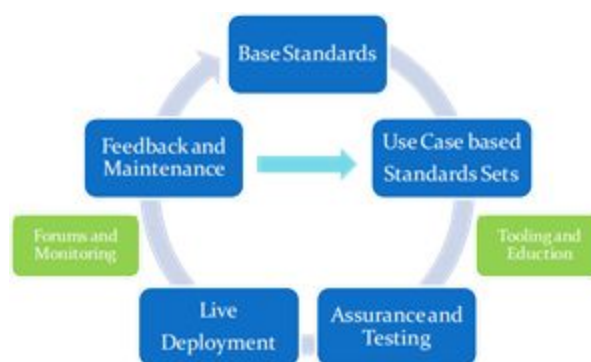 Base Standards
Feedback and
Maintenance
Use Case based
Standards Sets
Forums and
Monitoring
Tooling and
Eduction
Live
Deployment
Assurance and
Testing